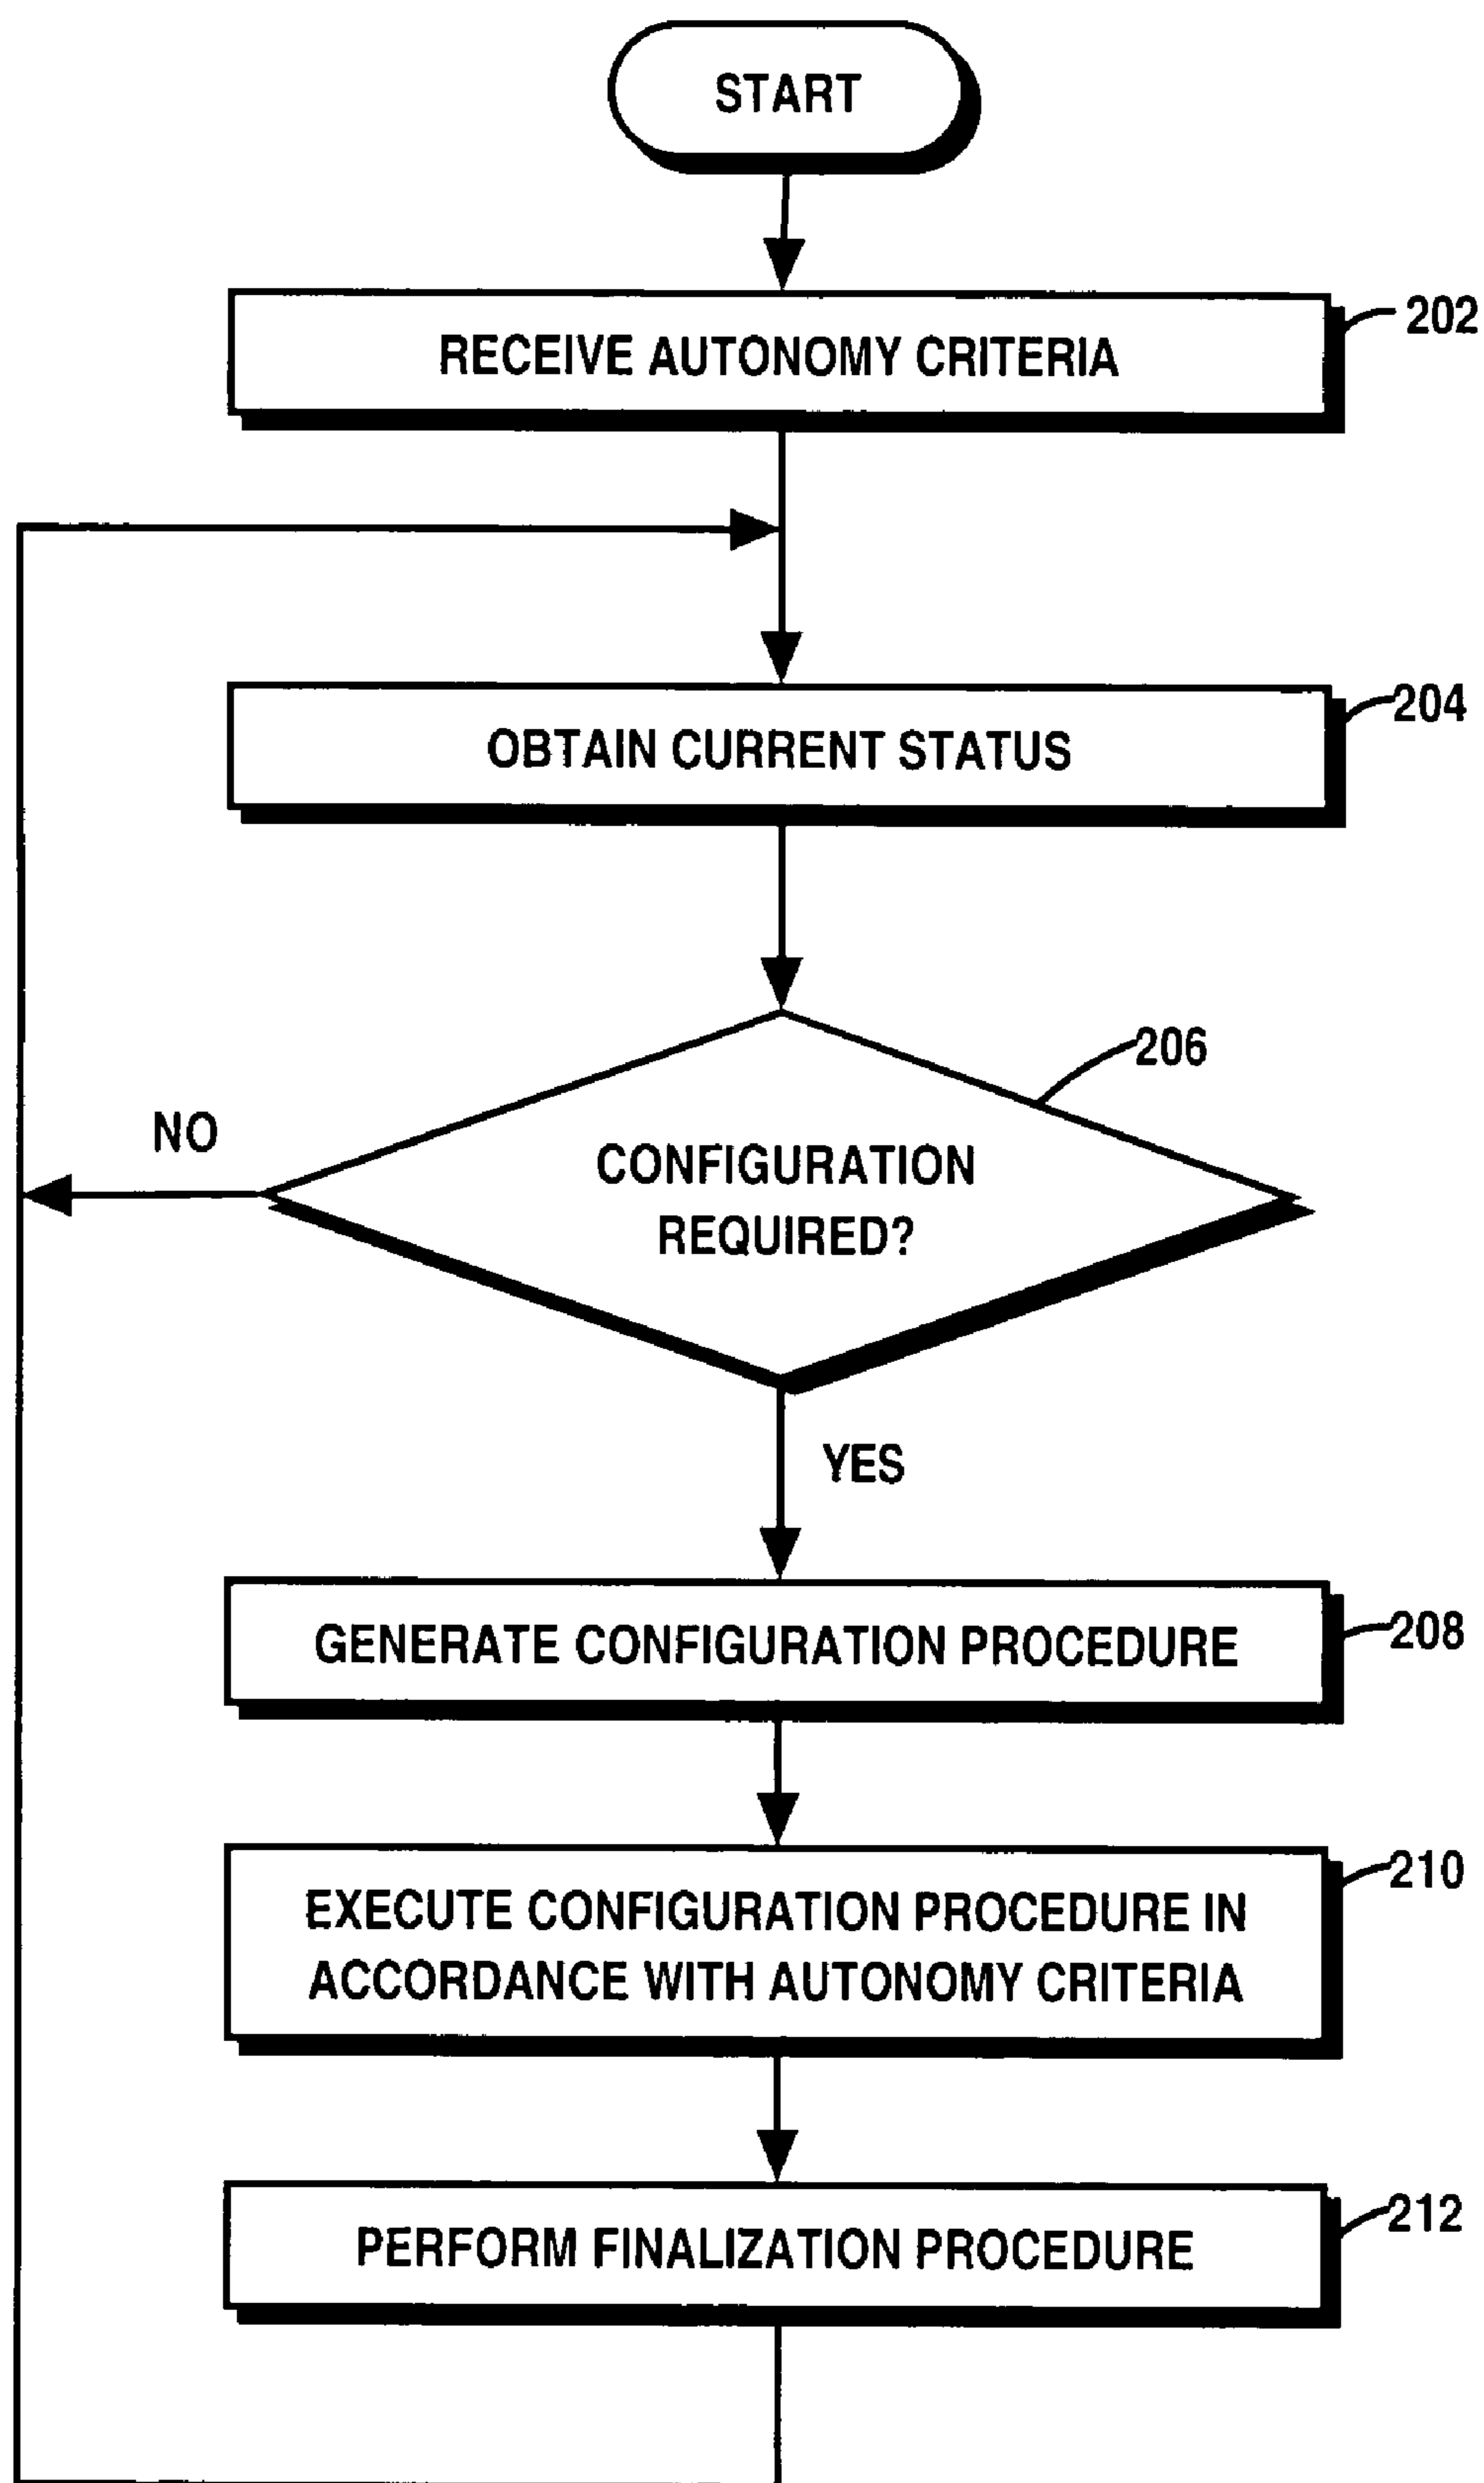 START
RECEIVE AUTONOMY CRITERIA
202
OBTAIN CURRENT STATUS
204
206
NO
CONFIGURATION
REQUIRED?
YES
GENERATE CONFIGURATION PROCEDURE
208
EXECUTE CONFIGURATION PROCEDURE IN
ACCORDANCE WITH AUTONOMY CRITERIA
210
PERFORM FINALIZATION PROCEDURE
212